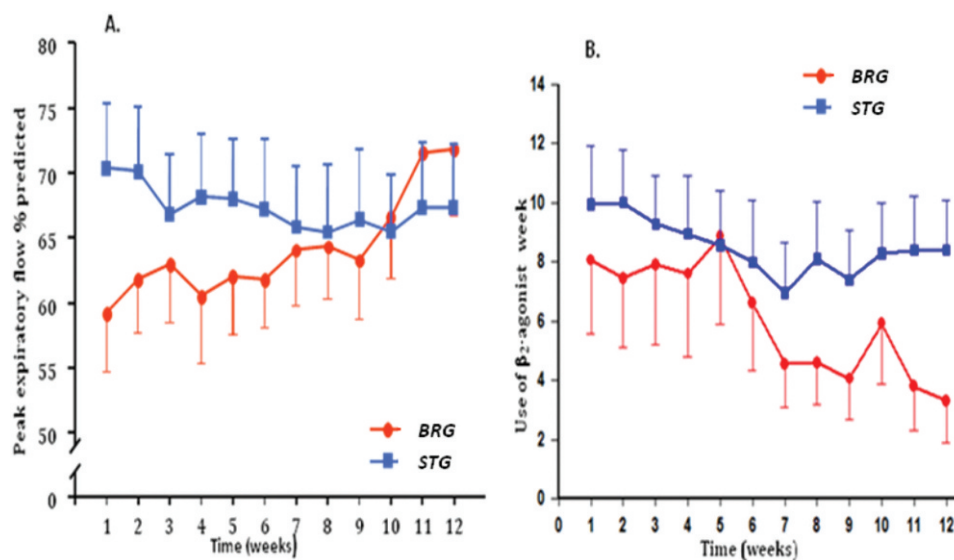 A.
Peak expiratory flow % predicted
80
75
70
65
60
55
50
0
BRG
STG
1 2 3 4 5 6 7 8 9 10 11 12
Time (weeks)
B.
Use of β2-agonist week
14
12
10
8
6
4
2
0
BRG
STG
0 1 2 3 4 5 6 7 8 9 10 11 12
Time (weeks)